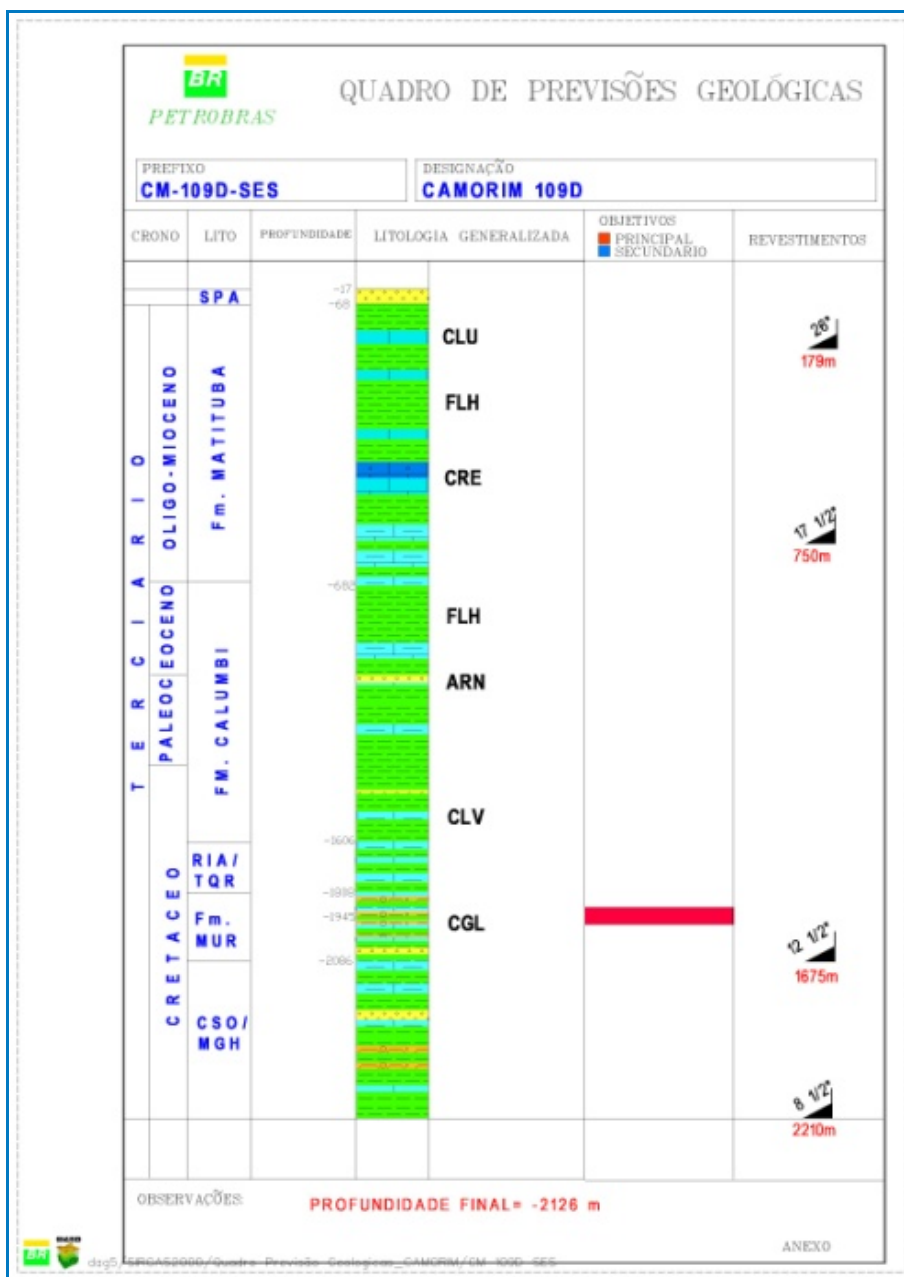 BR
PETROBRAS
QUADRO DE PREVISÕES GEOLÓGICAS
PREFIXO
CM-109D-SES
DESIGNAÇÃO
CAMORIM 109D
CRONO
LITO
PROFUNDIDADE
LITOLOGIA GENERALIZADA
OBJETIVOS
PRINCIPAL
SECUNDARIO
REVESTIMENTOS
TERCIARIO
CRETACEO
OLIGO-MIOCENO
EOCENO
PALEOC
SPA
Fm. MATITUBA
FM. CALUMBI
RIA/
TQR
Fm.
MUR
CSO/
MGH
-17
-68
-682
-1606
-1945
-2086
CLU
FLH
CRE
FLH
ARN
CLV
CGL
26"
179m
17 1/2"
750m
12 1/2"
1675m
8 1/2"
2210m
OBSERVAÇÕES:
PROFUNDIDADE FINAL= -2126 m
ANEXO
BR